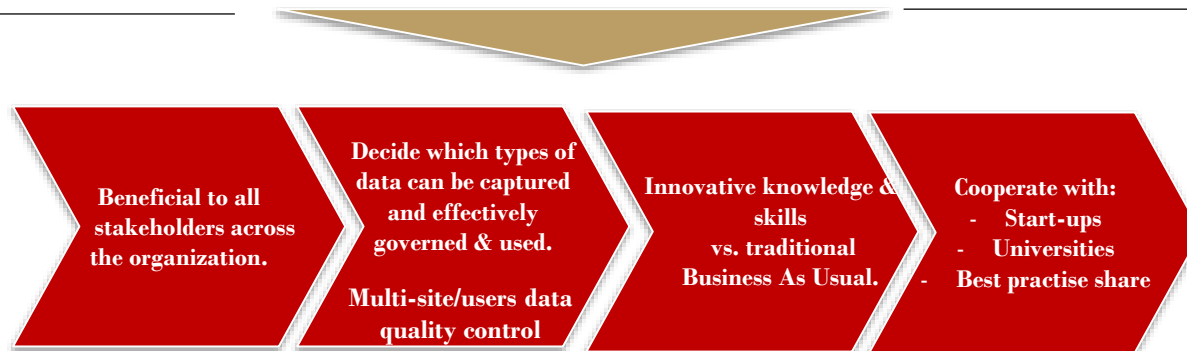 Beneficial to all
stakeholders across
the organization.
Decide which types of
data can be captured
and effectively
governed & used.
Multi-site/users data
quality control
Innovative knowledge &
skills
vs. traditional
Business As Usual.
Cooperate with:
- Start-ups
- Universities
- Best practise share